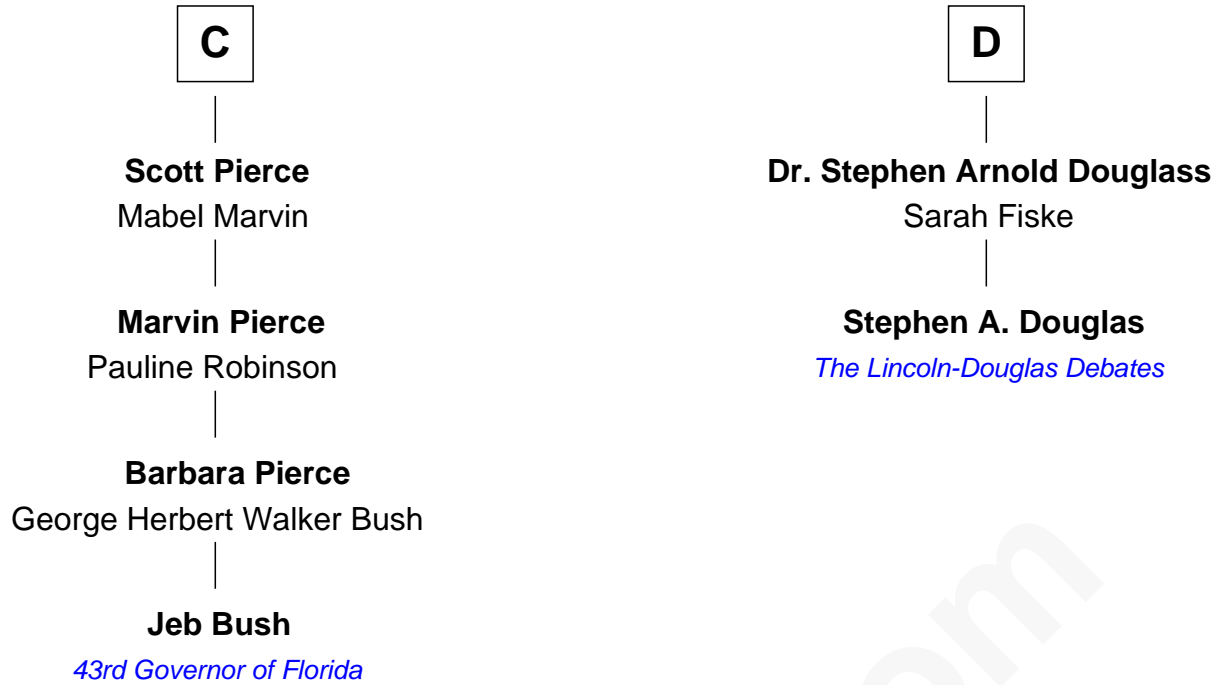 C
Scott Pierce
Mabel Marvin
Marvin Pierce
Pauline Robinson
Barbara Pierce
George Herbert Walker Bush
Jeb Bush
43rd Governor of Florida
D
Dr. Stephen Arnold Douglass
Sarah Fiske
Stephen A. Douglas
The Lincoln-Douglas Debates
om